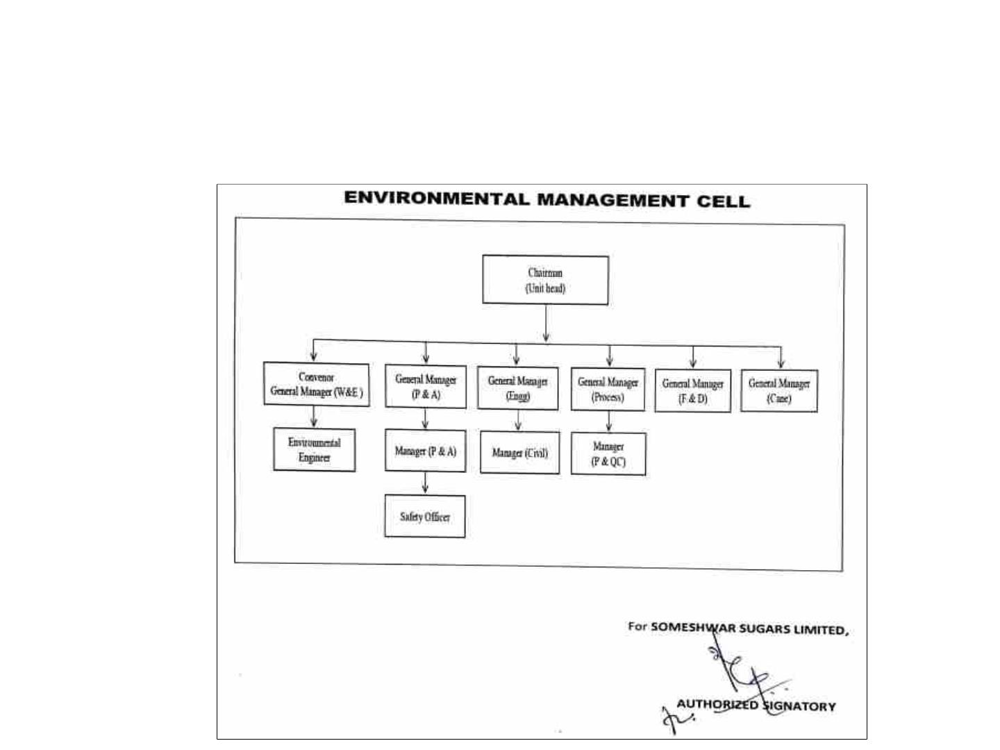 ENVIRONMENTAL MANAGEMENT CELL
Chairman
(Unit head)
Convenor
General Manager (W&E )
General Manager
(P & A)
General Manager
(Engg)
General Manager
(Process)
General Manager
(F & D)
General Manager
(Cane)
Environmental
Engineer
Manager (P & A)
Manager (Civil)
Manager
(P & QC)
Safety Officer
For SOMESHWAR SUGARS LIMITED,
AUTHORIZED SIGNATORY